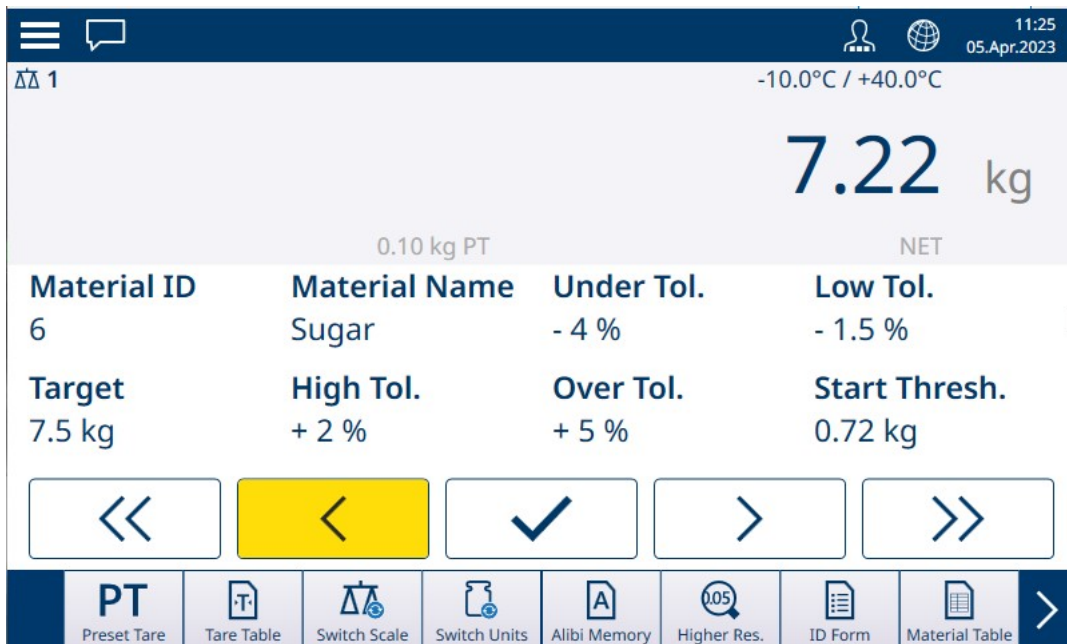 11:25
05.Apr.2023
1
-10.0°C / +40.0°C
7.22 kg
0.10 kg PT NET
Material ID Material Name Under Tol. Low Tol.
6 Sugar - 4 % - 1.5 %
Target High Tol. Over Tol. Start Thresh.
7.5 kg + 2 % + 5 % 0.72 kg
PT ·T· A 0.05
Preset Tare Tare Table Switch Scale Switch Units Alibi Memory Higher Res. ID Form Material Table